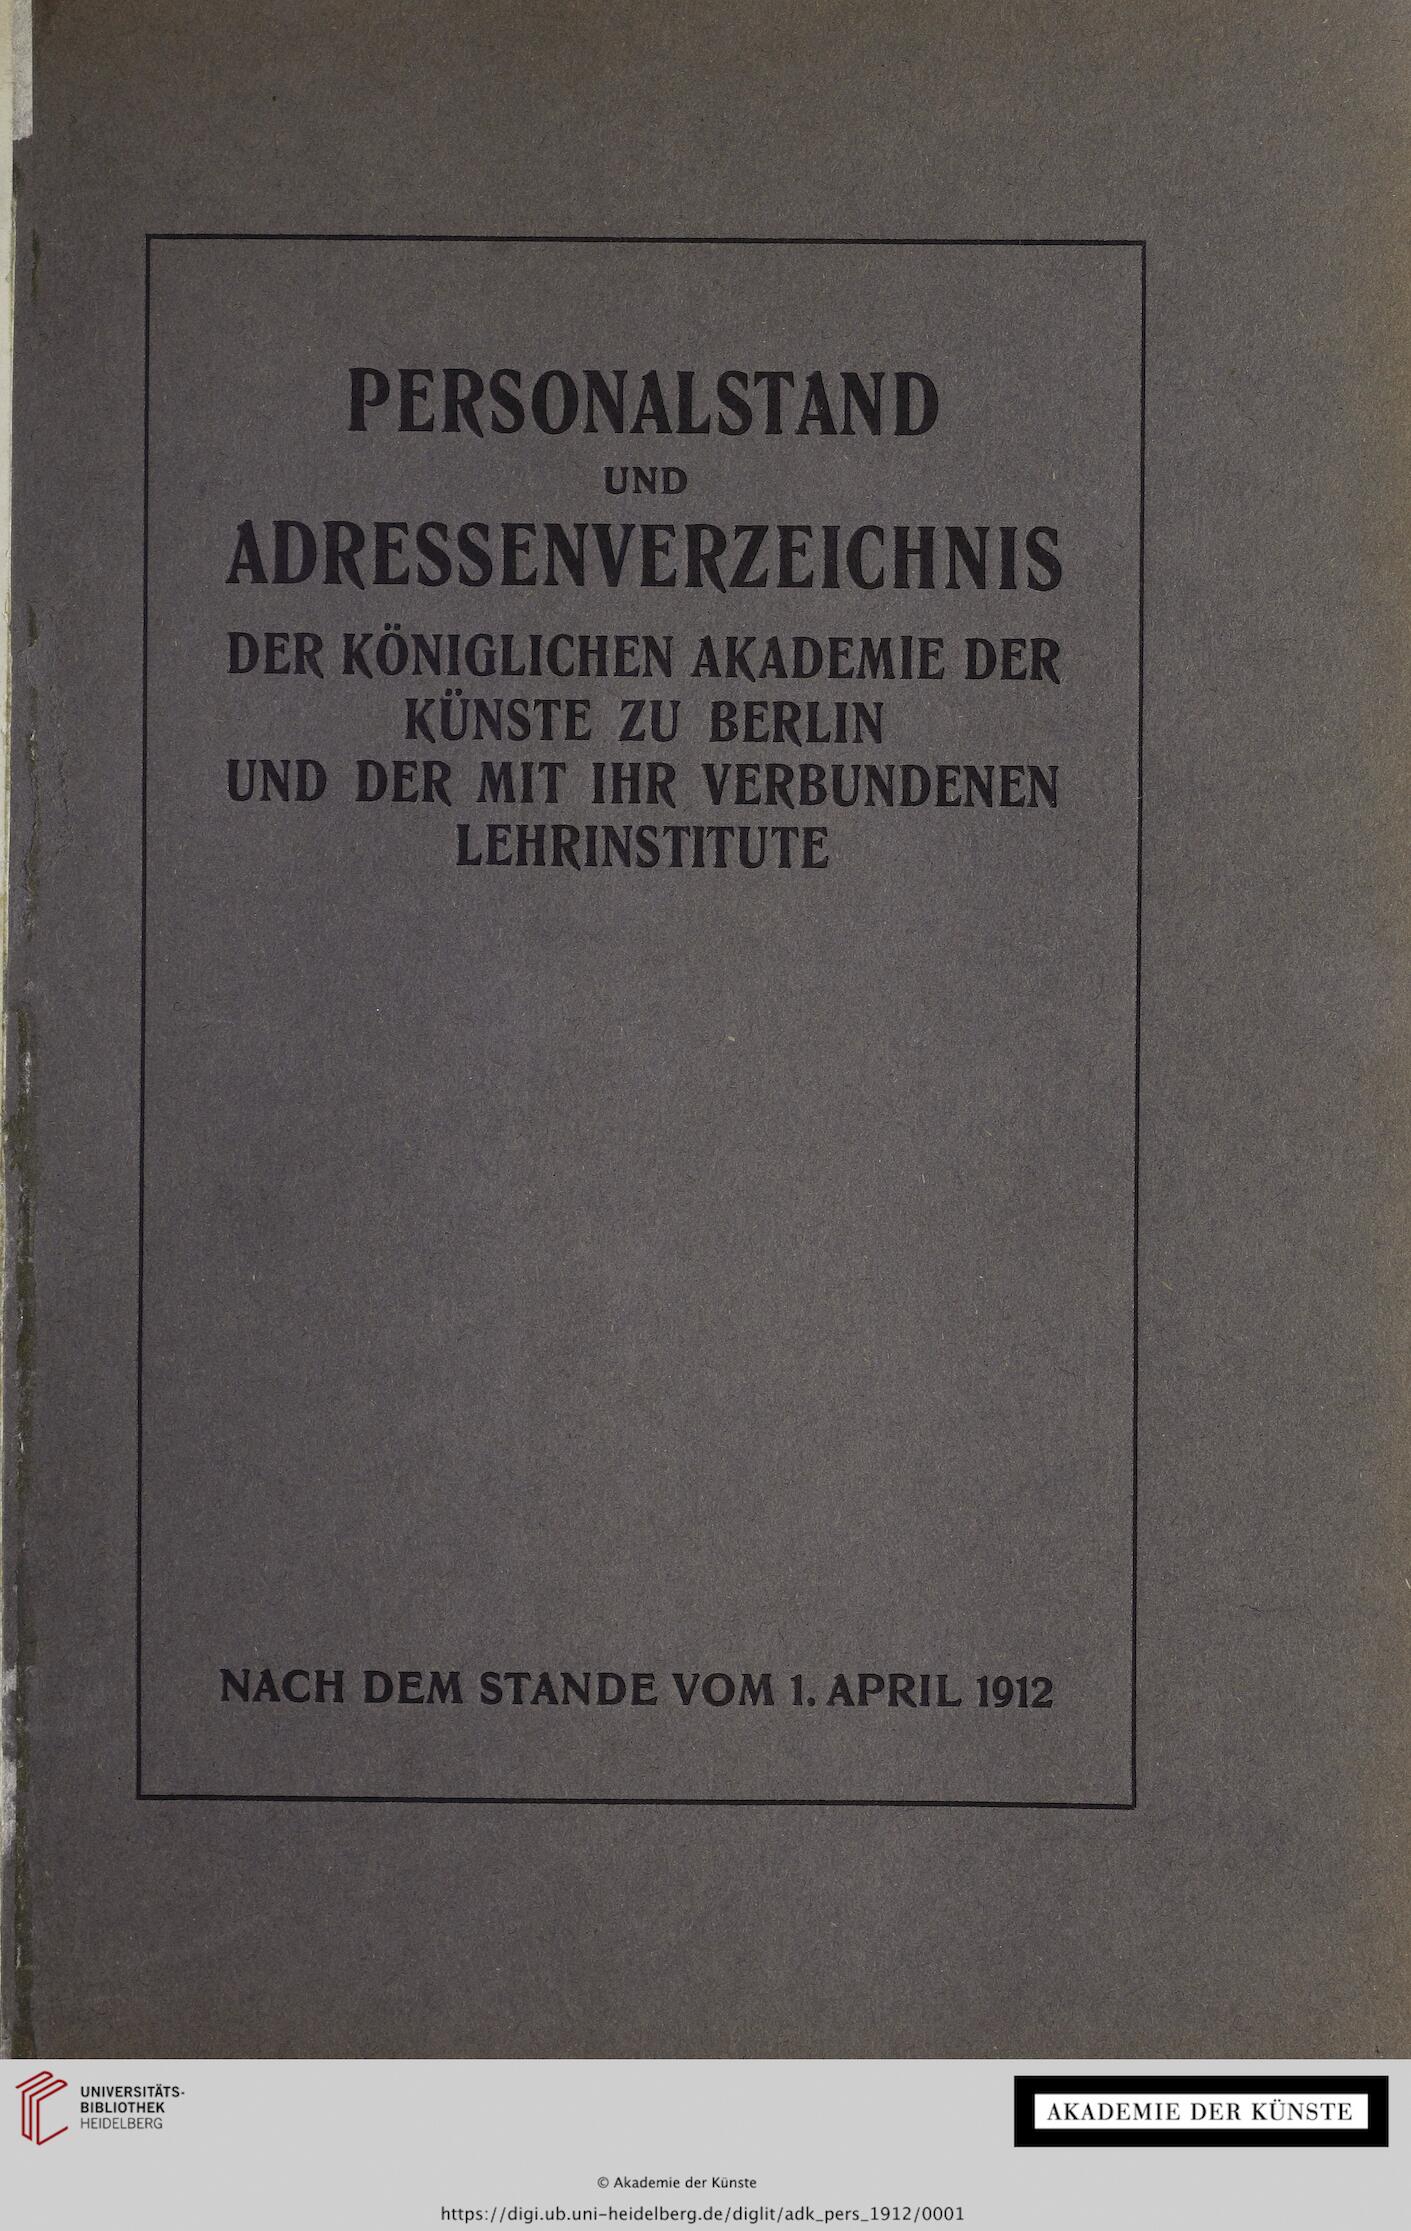 PERSONALSTAND
UND
ADRESSENVERZEICHNIS
DER KÖNIGLICHEN AKADEMIE DER
KÜNSTE ZU BERLIN
UND DER MIT IHR VERBUNDENEN
LEHRINSTITUTE
NACH DEM STANDE VOM 1. APRIL 1912
UNIVERSITÄTS-
BIBLIOTHEK
HEIDELBERG
AKADEMIE DER KÜNSTE
© Akademie der Künste
https://digi.ub.uni-heidelberg.de/diglit/adk_pers_1912/0001